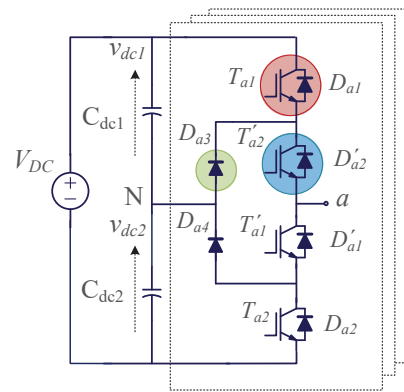 v_dc1
T_a1
D_a1
C_dc1
D_a3
T'_a2
V_DC
D'_a2
N
a
v_dc2
D_a4
T'_a1
D'_a1
C_dc2
T_a2
D_a2